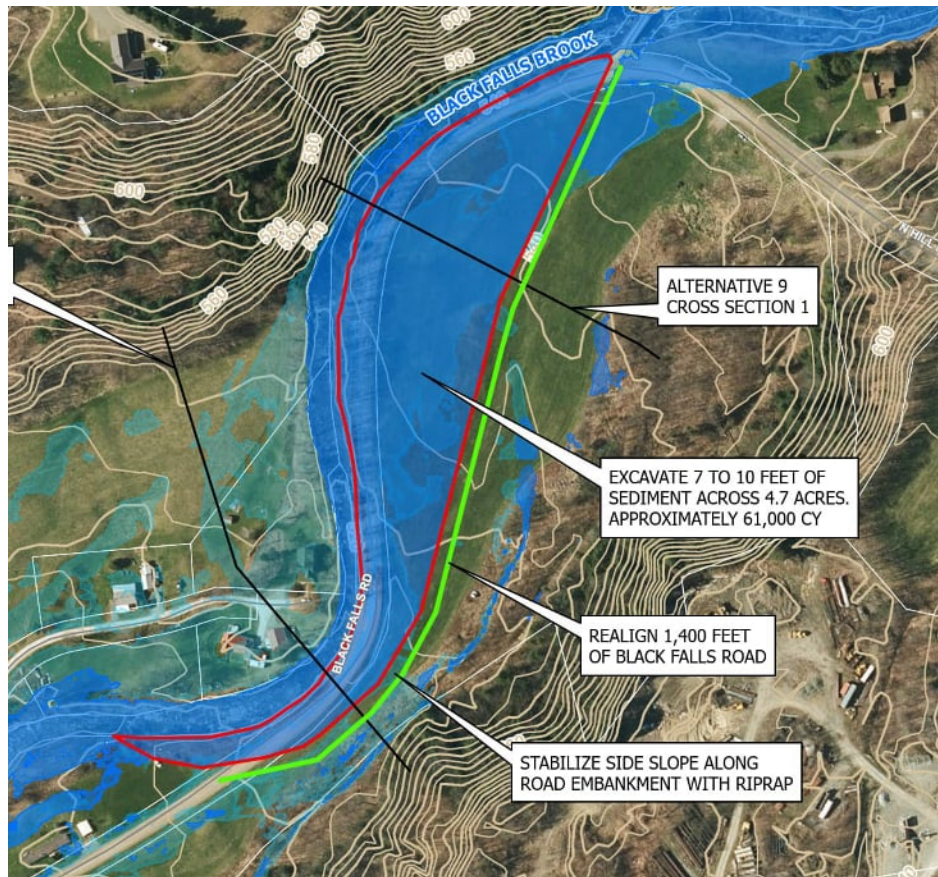 640
600
620
560
600
560
BLACK FALLS BROOK
580
600
560
N HILL
ALTERNATIVE 9
CROSS SECTION 1
600
EXCAVATE 7 TO 10 FEET OF
SEDIMENT ACROSS 4.7 ACRES.
APPROXIMATELY 61,000 CY
BLACK FALLS RD
REALIGN 1,400 FEET
OF BLACK FALLS ROAD
STABILIZE SIDE SLOPE ALONG
ROAD EMBANKMENT WITH RIPRAP